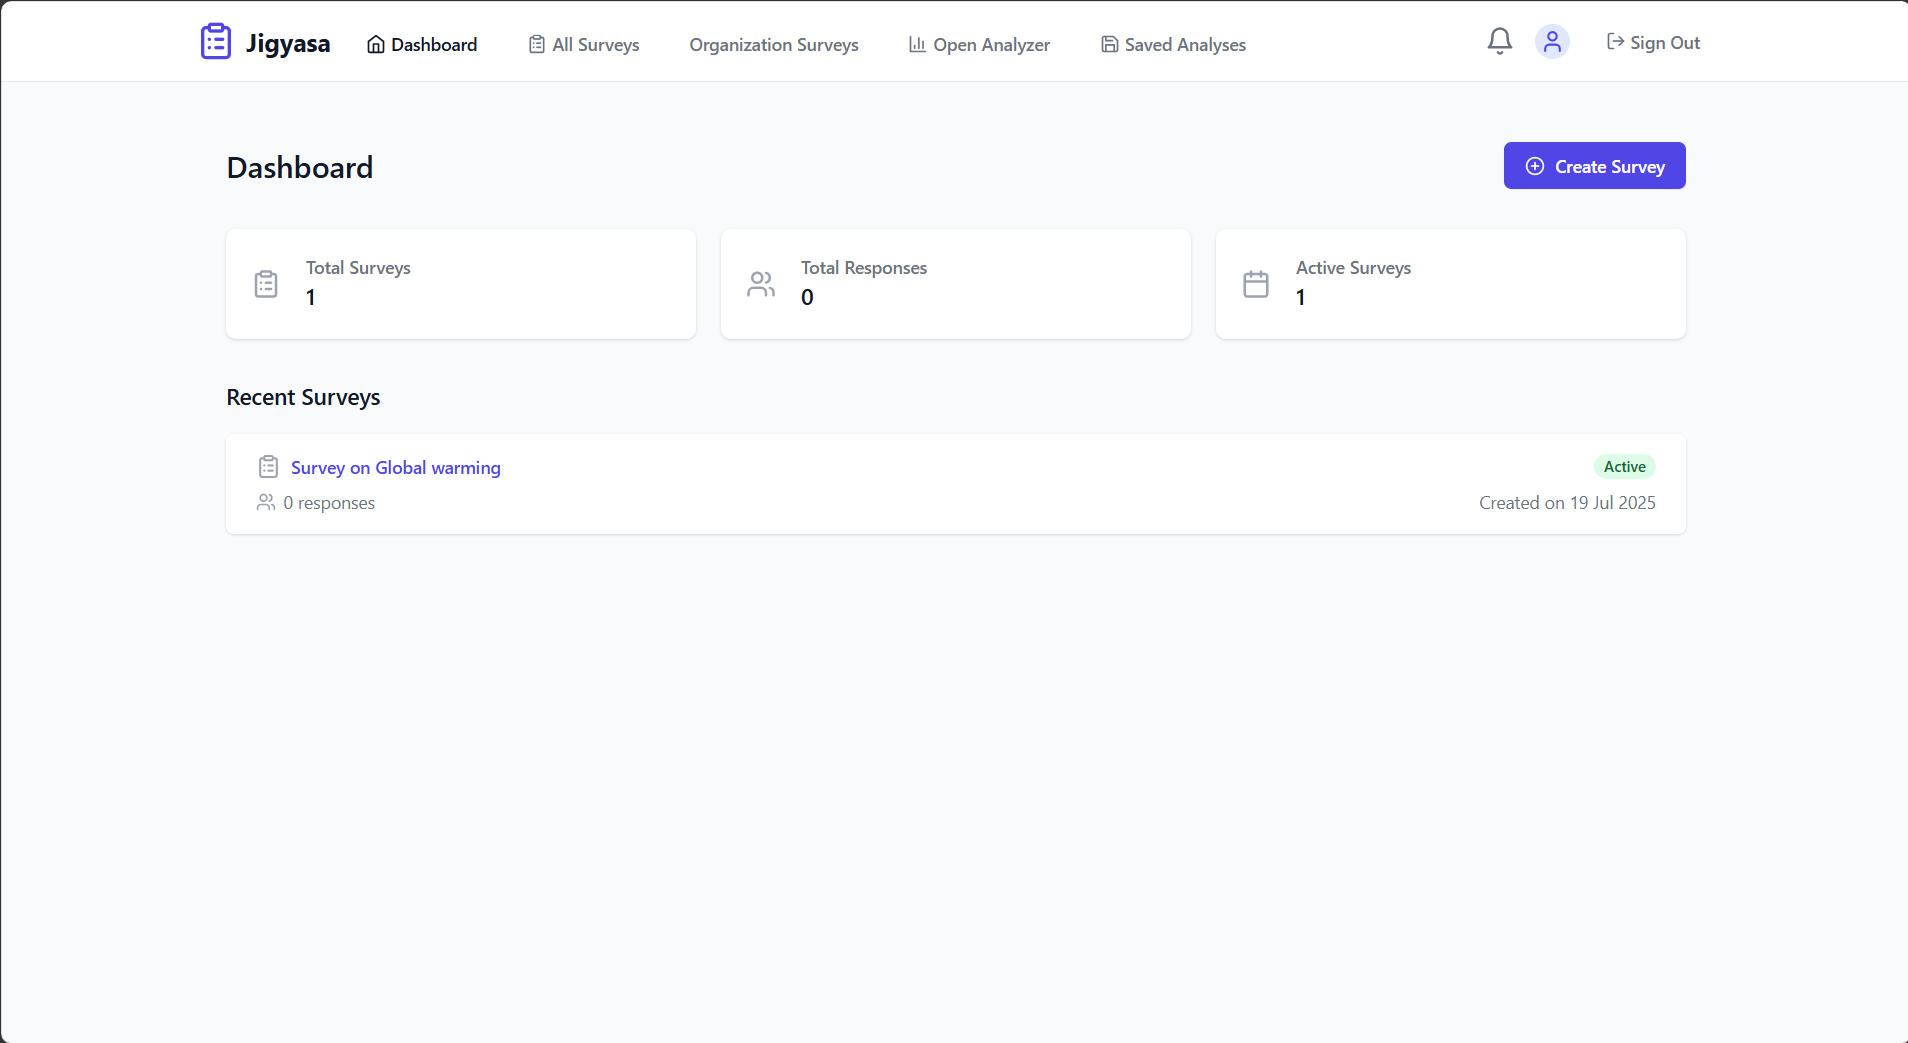 Jigyasa Dashboard All Surveys Organization Surveys Open Analyzer Saved Analyses Sign Out
Dashboard
Create Survey
Total Surveys
1
Total Responses
0
Active Surveys
1
Recent Surveys
Survey on Global warming
Active
0 responses
Created on 19 Jul 2025